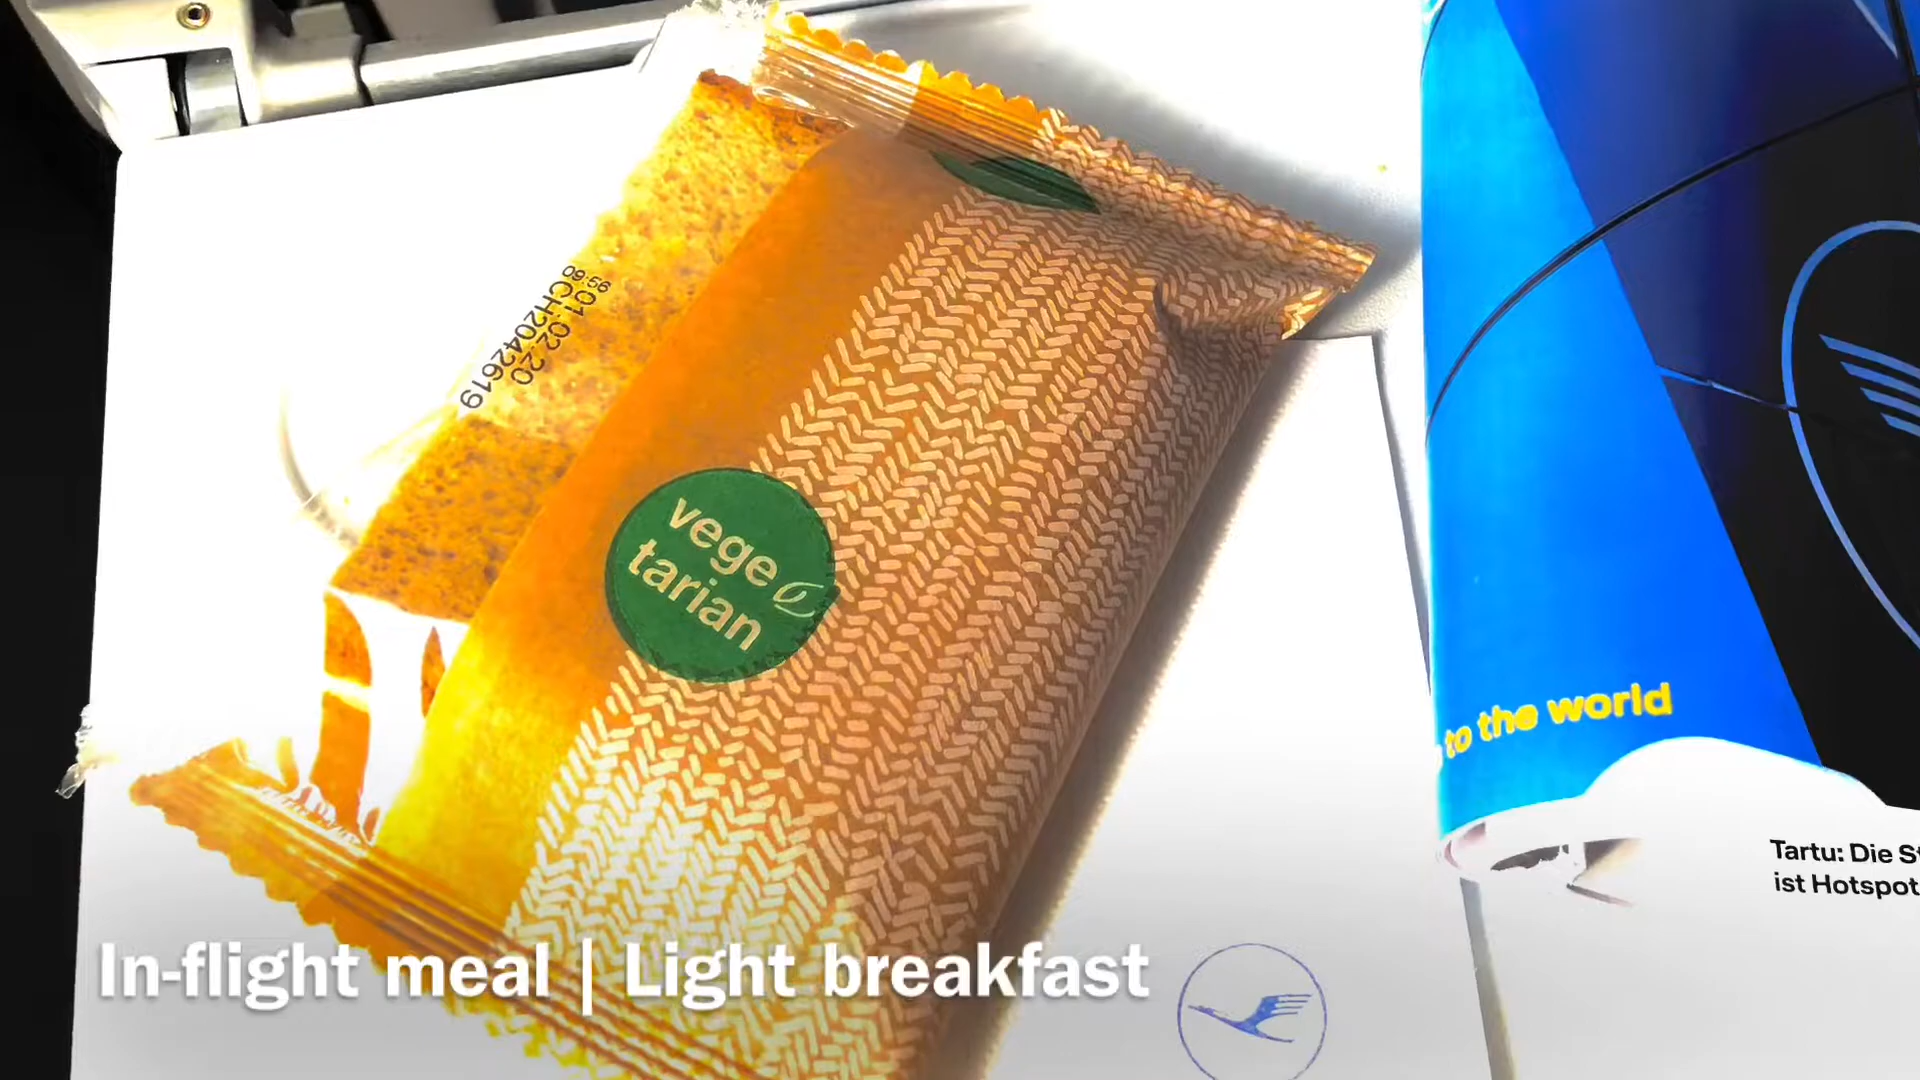 09:56
01.02.20
SCH2042619
vege
tarian
to the world
Tartu: Die
ist Hotspot
In-flight meal | Light breakfast